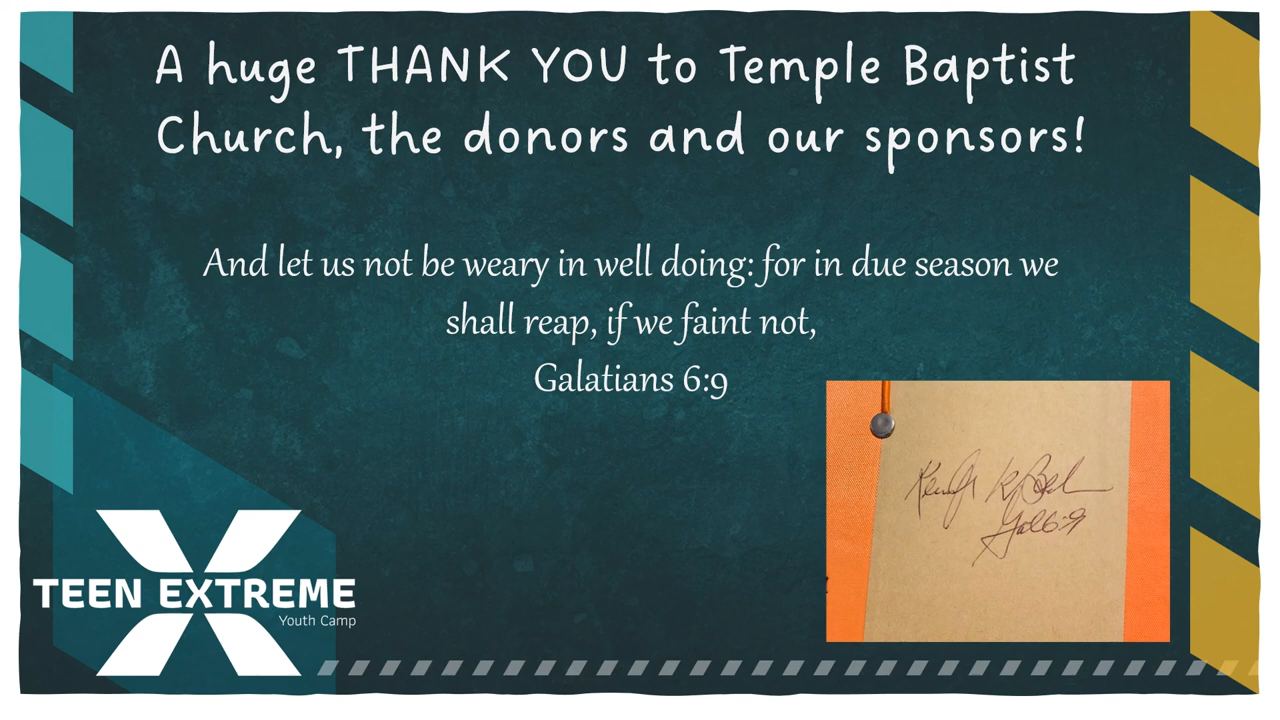 A huge THANK YOU to Temple Baptist
Church, the donors and our sponsors!
And let us not be weary in well doing: for in due season we
shall reap, if we faint not,
Galatians 6:9
Gal 6:9
TEEN EXTREME
Youth Camp